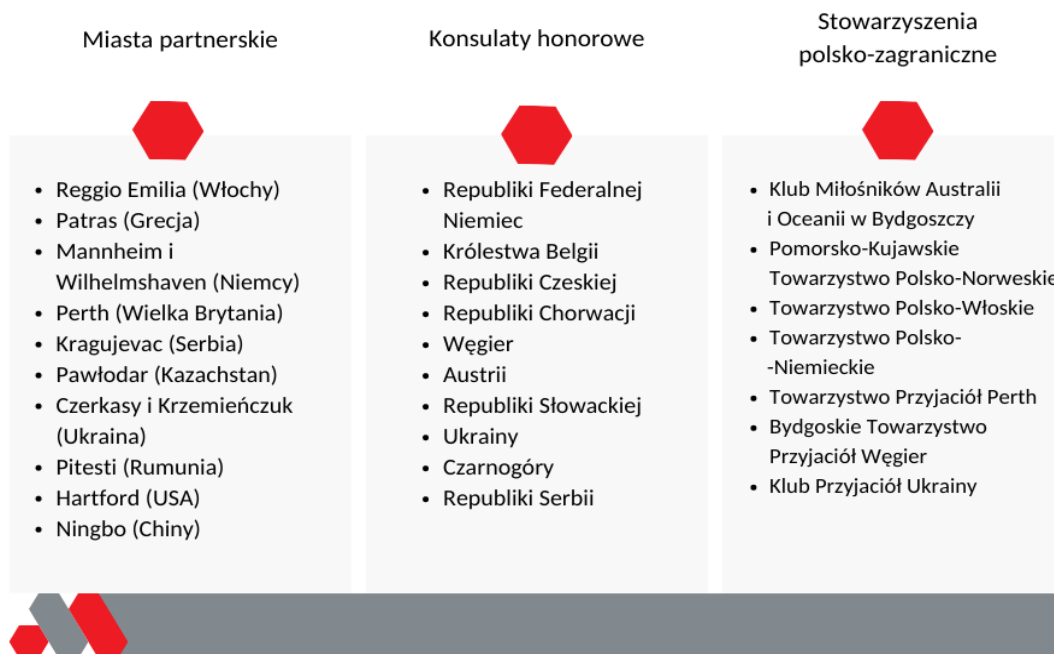 Miasta partnerskie
• Reggio Emilia (Włochy)
• Patras (Grecja)
• Mannheim i
Wilhelmshaven (Niemcy)
• Perth (Wielka Brytania)
• Kragujevac (Serbia)
• Pawłodar (Kazachstan)
• Czerkasy i Krzemieńczuk
(Ukraina)
• Pitesti (Rumunia)
• Hartford (USA)
• Ningbo (Chiny)
Konsulaty honorowe
• Republiki Federalnej
Niemiec
• Królestwa Belgii
• Republiki Czeskiej
• Republiki Chorwacji
• Węgier
• Austrii
• Republiki Słowackiej
• Ukrainy
• Czarnogóry
• Republiki Serbii
Stowarzyszenia
polsko-zagraniczne
• Klub Miłośników Australii
i Oceanii w Bydgoszczy
• Pomorsko-Kujawskie
Towarzystwo Polsko-Norweskie
• Towarzystwo Polsko-Włoskie
• Towarzystwo Polsko-
-Niemieckie
• Towarzystwo Przyjaciół Perth
• Bydgoskie Towarzystwo
Przyjaciół Węgier
• Klub Przyjaciół Ukrainy